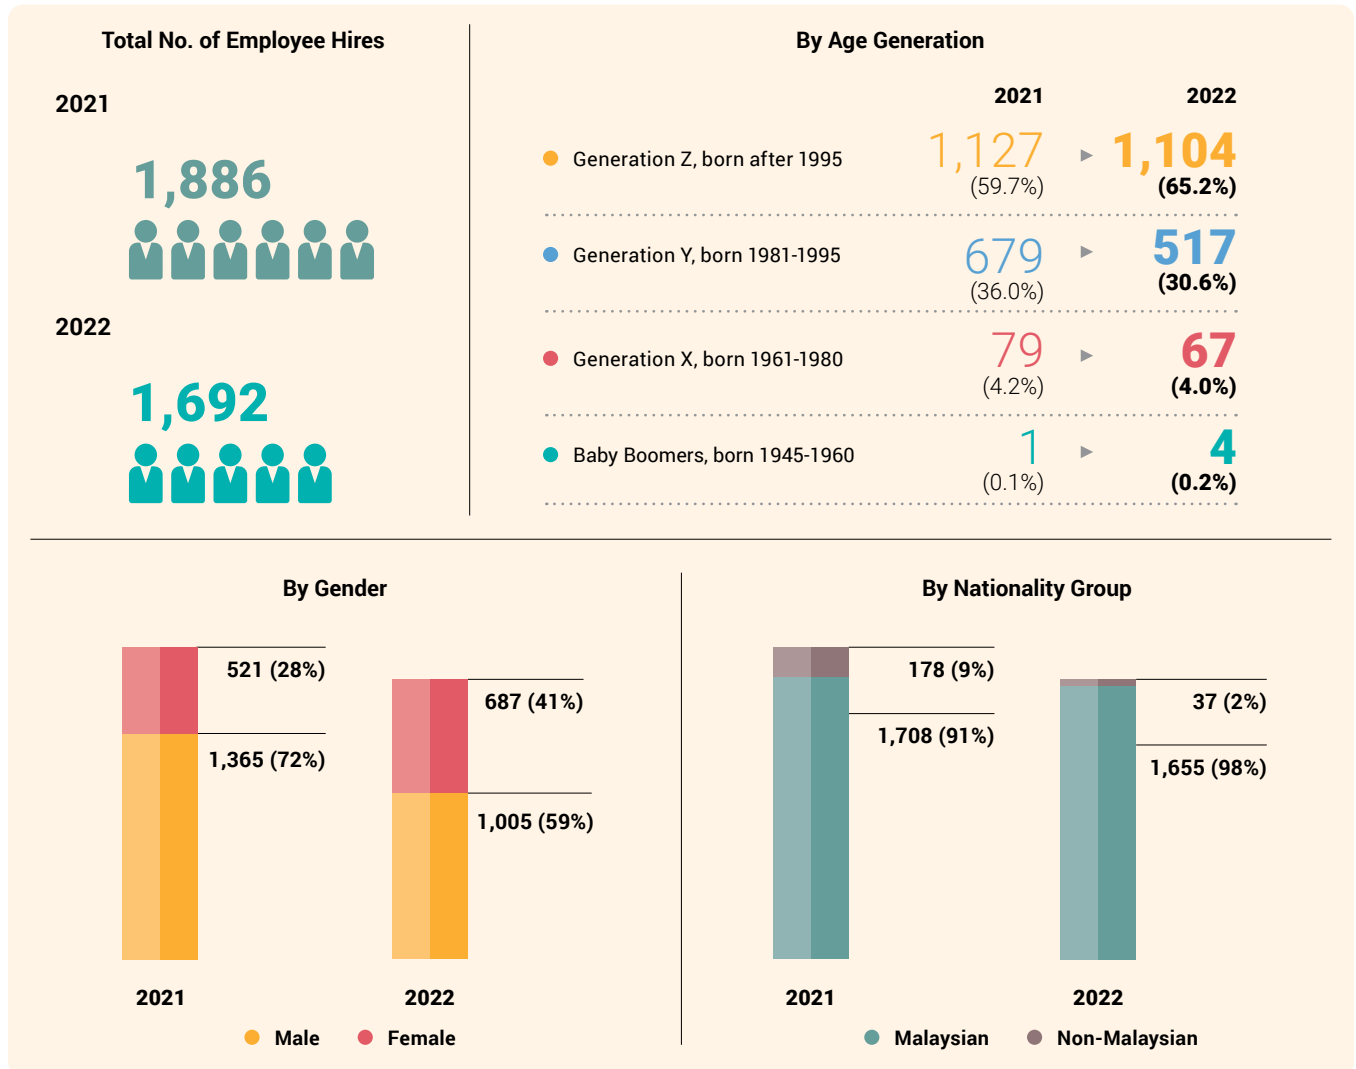 Total No. of Employee Hires
2021
1,886
2022
1,692
By Age Generation
2021 2022
Generation Z, born after 1995 1,127 1,104
(59.7%) (65.2%)
Generation Y, born 1981-1995 679 517
(36.0%) (30.6%)
Generation X, born 1961-1980 79 67
(4.2%) (4.0%)
Baby Boomers, born 1945-1960 1 4
(0.1%) (0.2%)
By Gender
521 (28%)
1,365 (72%)
687 (41%)
1,005 (59%)
2021 2022
Male Female
By Nationality Group
178 (9%)
1,708 (91%)
37 (2%)
1,655 (98%)
2021 2022
Malaysian Non-Malaysian